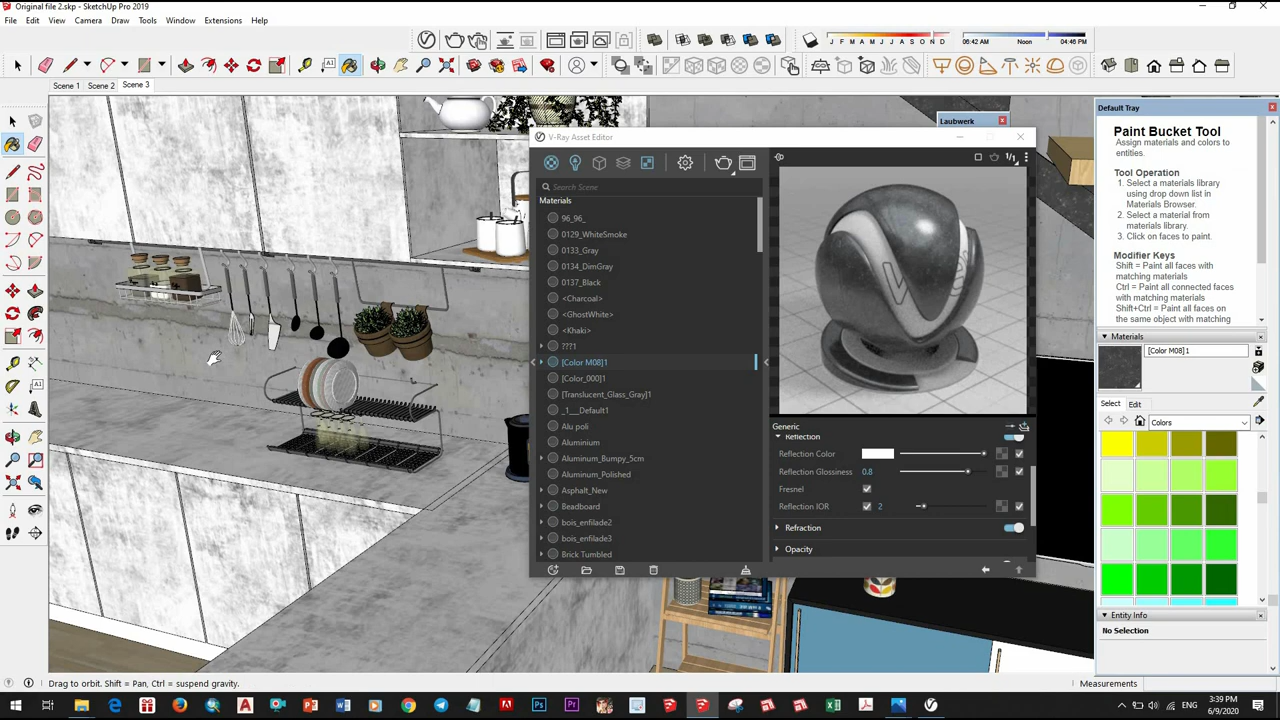 Original file 2.skp - SketchUp Pro 2019
File Edit View Camera Draw Tools Window Extensions Help
J F M A M J J A S O N D
06:42 AM Noon 04:46 PM
Scene 1 Scene 2 Scene 3
Laubwerk
V-Ray Asset Editor
1/1
Search Scene
Materials
96_96_
0129_WhiteSmoke
0133_Gray
0134_DimGray
0137_Black
<Charcoal>
<GhostWhite>
<Khaki>
???1
[Color M08]1
[Color_000]1
[Translucent_Glass_Gray]1
_1___Default1
Alu poli
Aluminium
Aluminum_Bumpy_5cm
Aluminum_Polished
Asphalt_New
Beadboard
bois_enfilade2
bois_enfilade3
Brick Tumbled
Generic
Reflection
Reflection Color
Reflection Glossiness 0.8
Fresnel
Reflection IOR 2
Refraction
Opacity
Default Tray
Paint Bucket Tool
Assign materials and colors to
entities.
Tool Operation
1. Select a materials library
using drop down list in
Materials Browser.
2. Select a material from
materials library.
3. Click on faces to paint.
Modifier Keys
Shift = Paint all faces with
matching materials
Ctrl = Paint all connected faces
with matching materials
Shift+Ctrl = Paint all faces on
the same object with matching
Materials
[Color M08]1
Select Edit
Colors
Entity Info
No Selection
Drag to orbit. Shift = Pan, Ctrl = suspend gravity.
Measurements
3:39 PM
6/9/2020